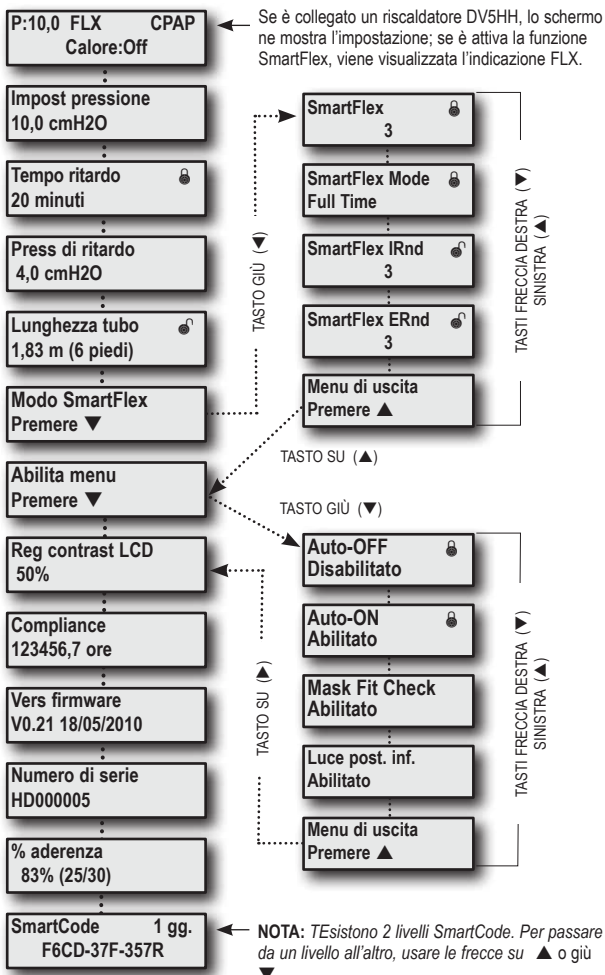 P:10,0 FLX CPAP
Calore:Off
Se è collegato un riscaldatore DV5HH, lo schermo
ne mostra l'impostazione; se è attiva la funzione
SmartFlex, viene visualizzata l'indicazione FLX.
Impost pressione
10,0 cmH2O
Tempo ritardo
20 minuti
Press di ritardo
4,0 cmH2O
Lunghezza tubo
1,83 m (6 piedi)
Modo SmartFlex
Premere ▼
TASTO GIÙ (▼)
SmartFlex
3
SmartFlex Mode
Full Time
SmartFlex IRnd
3
SmartFlex ERnd
3
Menu di uscita
Premere ▲
TASTI FRECCIA DESTRA (▼)
SINISTRA (▲)
TASTO SU (▲)
Abilita menu
Premere ▼
TASTO GIÙ (▼)
Reg contrast LCD
50%
Compliance
123456,7 ore
Vers firmware
V0.21 18/05/2010
Numero di serie
HD000005
% aderenza
83% (25/30)
SmartCode 1 gg.
F6CD-37F-357R
TASTO SU (▲)
Auto-OFF
Disabilitato
Auto-ON
Abilitato
Mask Fit Check
Abilitato
Luce post. inf.
Abilitato
Menu di uscita
Premere ▲
TASTI FRECCIA DESTRA (▼)
SINISTRA (▲)
NOTA: TEsistono 2 livelli SmartCode. Per passare
da un livello all'altro, usare le frecce su ▲ o giù
▼